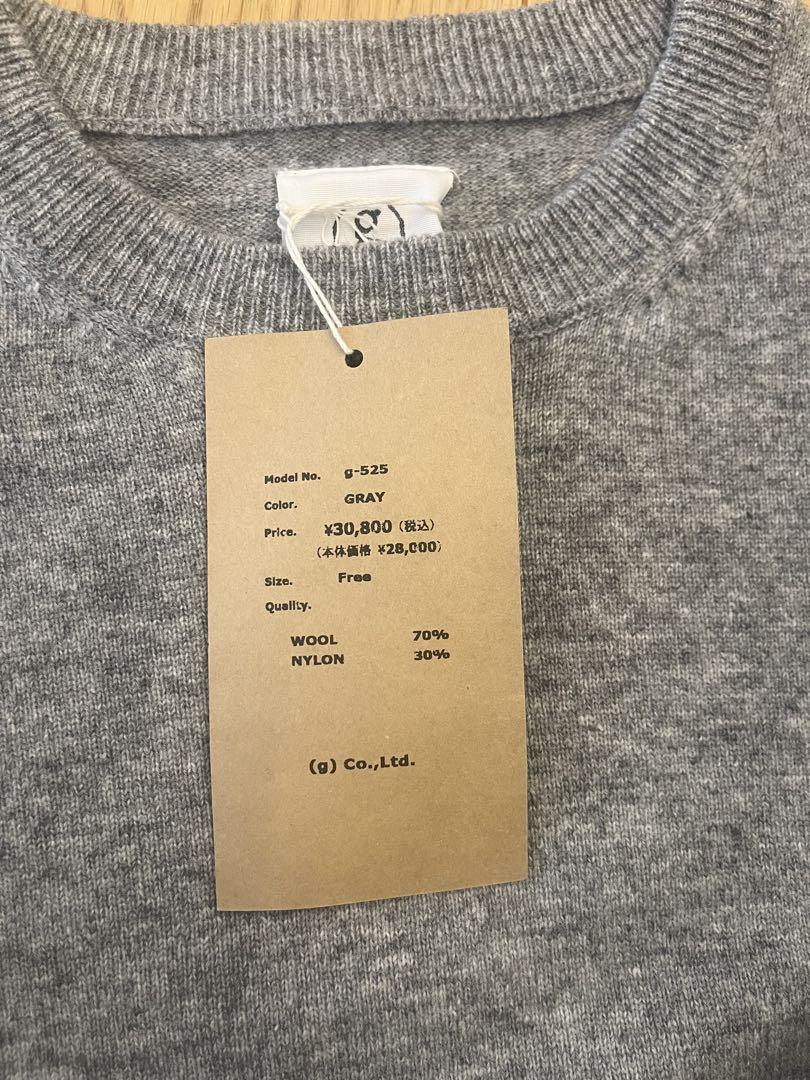 (g)
Model No. g-525
Color. GRAY
Price. ¥30,800 (税込)
(本体価格 ¥28,000)
Size. Free
Quality.
WOOL 70%
NYLON 30%
(g) Co.,Ltd.